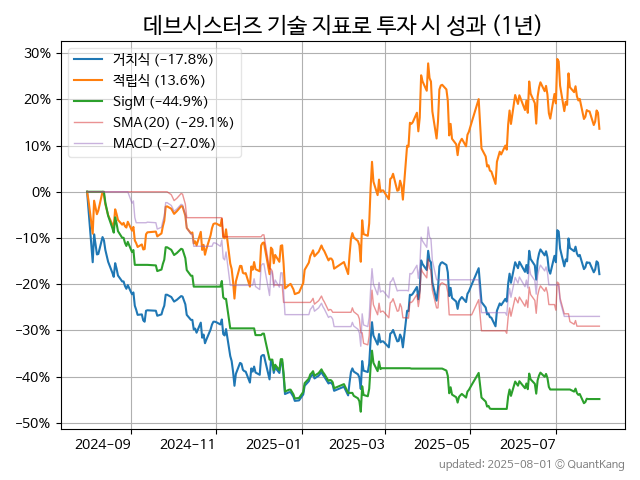 데브시스터즈 기술 지표로 투자 시 성과 (1년)
30%
20%
10%
0%
−10%
−20%
−30%
−40%
−50%
거치식 (−17.8%)
적립식 (13.6%)
SigM (−44.9%)
SMA(20) (−29.1%)
MACD (−27.0%)
2024-09 2024-11 2025-01 2025-03 2025-05 2025-07
updated: 2025-08-01 © QuantKang